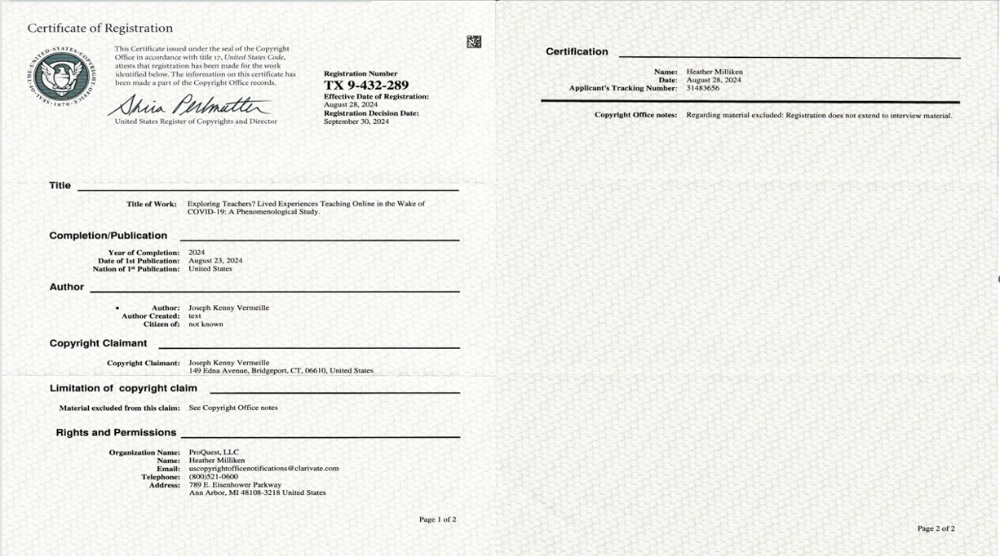 Certificate of Registration
This Certificate issued under the seal of the Copyright
Office in accordance with title 17, United States Code,
attests that registration has been made for the work
identified below. The information on this certificate has
been made a part of the Copyright Office records.
Shira Perlmutter
United States Register of Copyrights and Director
·THE·UNITED·STATES·COPYRIGHT·OFFICE·
SEAL·OF· ·1870·
Registration Number
TX 9-432-289
Effective Date of Registration:
August 28, 2024
Registration Decision Date:
September 30, 2024
Title
Title of Work: Exploring Teachers? Lived Experiences Teaching Online in the Wake of
COVID-19: A Phenomenological Study.
Completion/Publication
Year of Completion: 2024
Date of 1st Publication: August 23, 2024
Nation of 1st Publication: United States
Author
• Author: Joseph Kenny Vermeille
Author Created: text
Citizen of: not known
Copyright Claimant
Copyright Claimant: Joseph Kenny Vermeille
149 Edna Avenue, Bridgeport, CT, 06610, United States
Limitation of copyright claim
Material excluded from this claim: See Copyright Office notes
Rights and Permissions
Organization Name: ProQuest, LLC
Name: Heather Milliken
Email: uscopyrightofficenotifications@clarivate.com
Telephone: (800)521-0600
Address: 789 E. Eisenhower Parkway
Ann Arbor, MI 48108-3218 United States
Page 1 of 2
Certification
Name: Heather Milliken
Date: August 28, 2024
Applicant's Tracking Number: 31483656
Copyright Office notes: Regarding material excluded: Registration does not extend to interview material.
Page 2 of 2